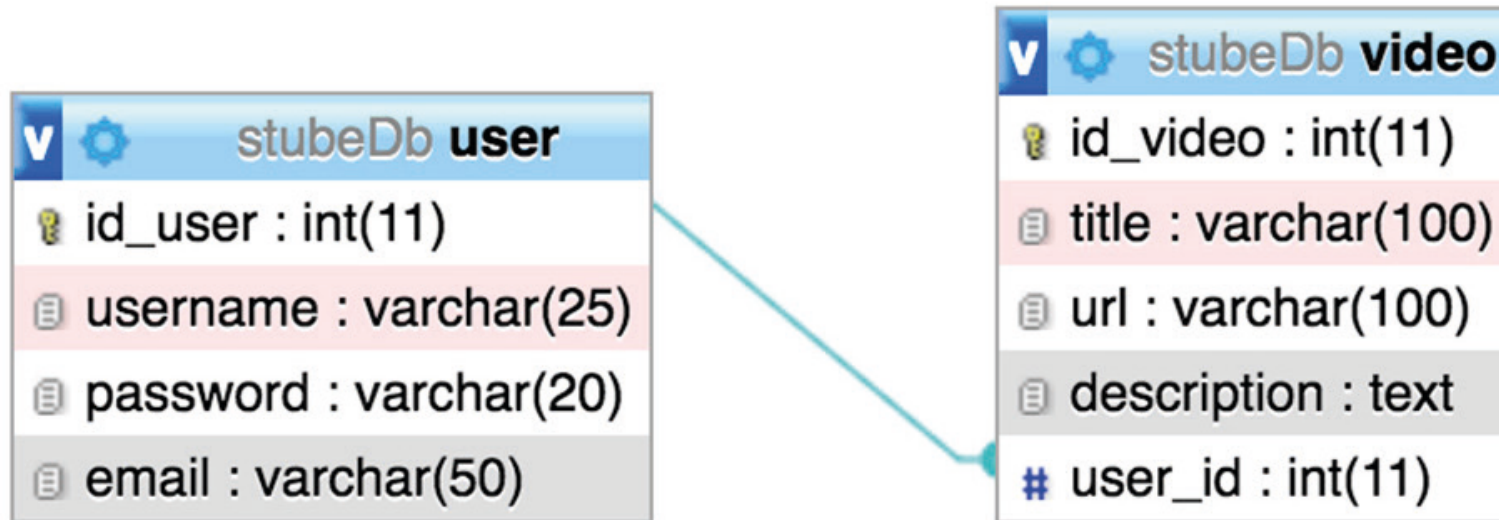 v stubeDb user
id_user : int(11)
username : varchar(25)
password : varchar(20)
email : varchar(50)
v stubeDb video
id_video : int(11)
title : varchar(100)
url : varchar(100)
description : text
# user_id : int(11)